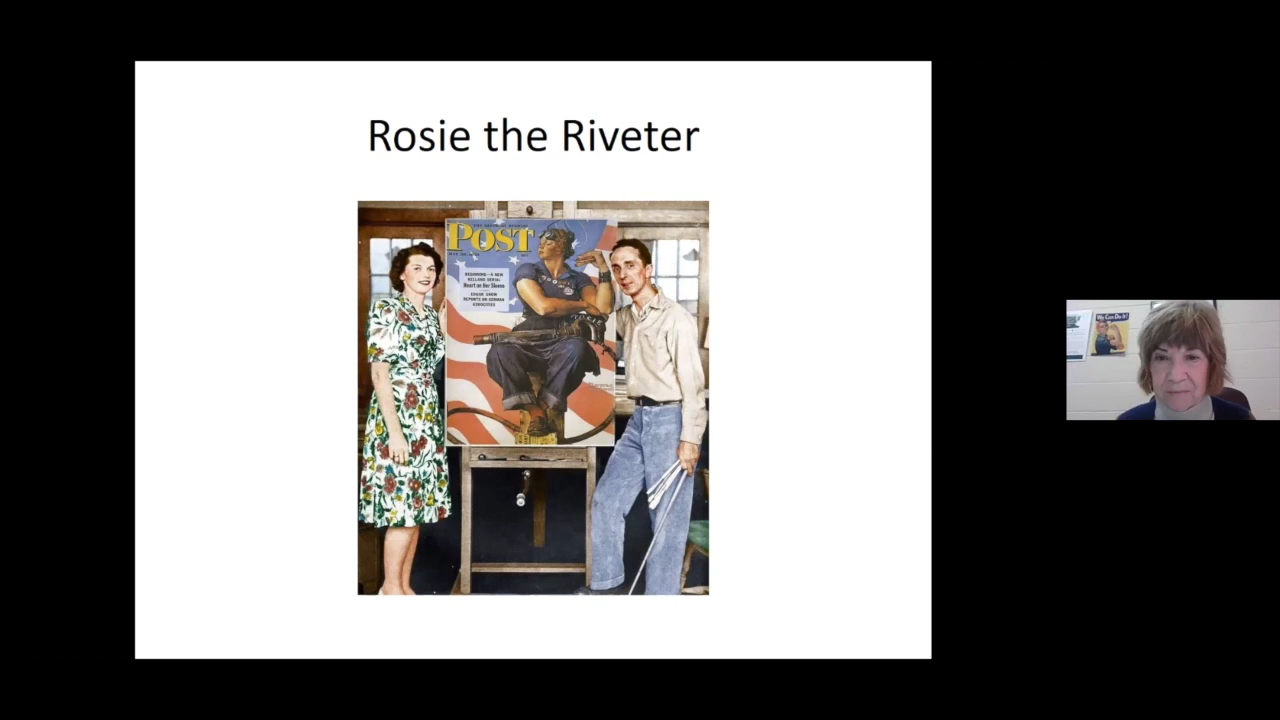 Rosie the Riveter
POST
BEGINNING—A NEW
KELLAND SERIAL
Heart on Her Sleeve
EDGAR SNOW
REPORTS ON GERMAN
ATROCITIES
We Can Do It!